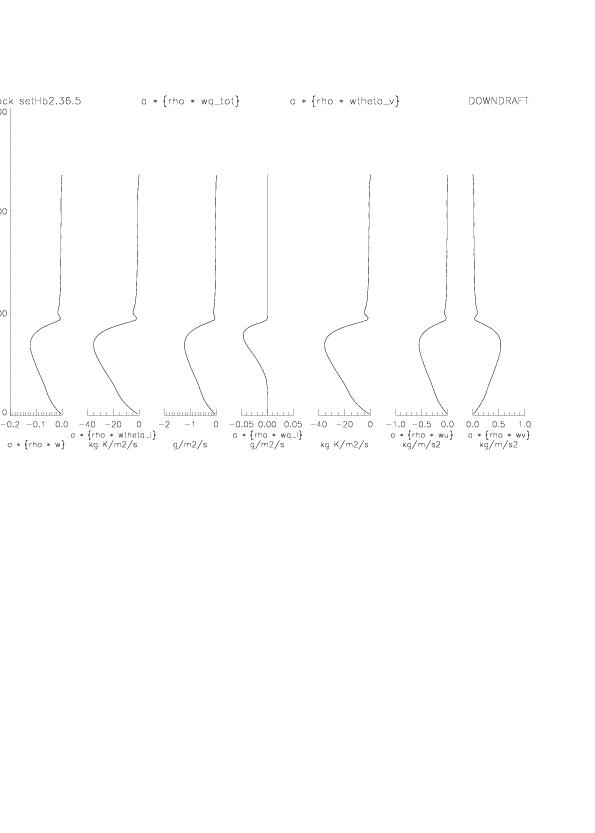 ock setHb2.36.5 a * {rho * wq_tot} a * {rho * wtheta_v} DOWNDRAFT
00
00
00
0
-0.2 -0.1 0.0 -40 -20 0 -2 -1 0 -0.05 0.00 0.05 -40 -20 0 -1.0 -0.5 0.0 0.0 0.5 1.0
a * {rho * wtheta_l} a * {rho * wq_l} a * {rho * wu} a * {rho * wv}
a * {rho * w} kg K/m2/s g/m2/s g/m2/s kg K/m2/s kg/m/s2 kg/m/s2